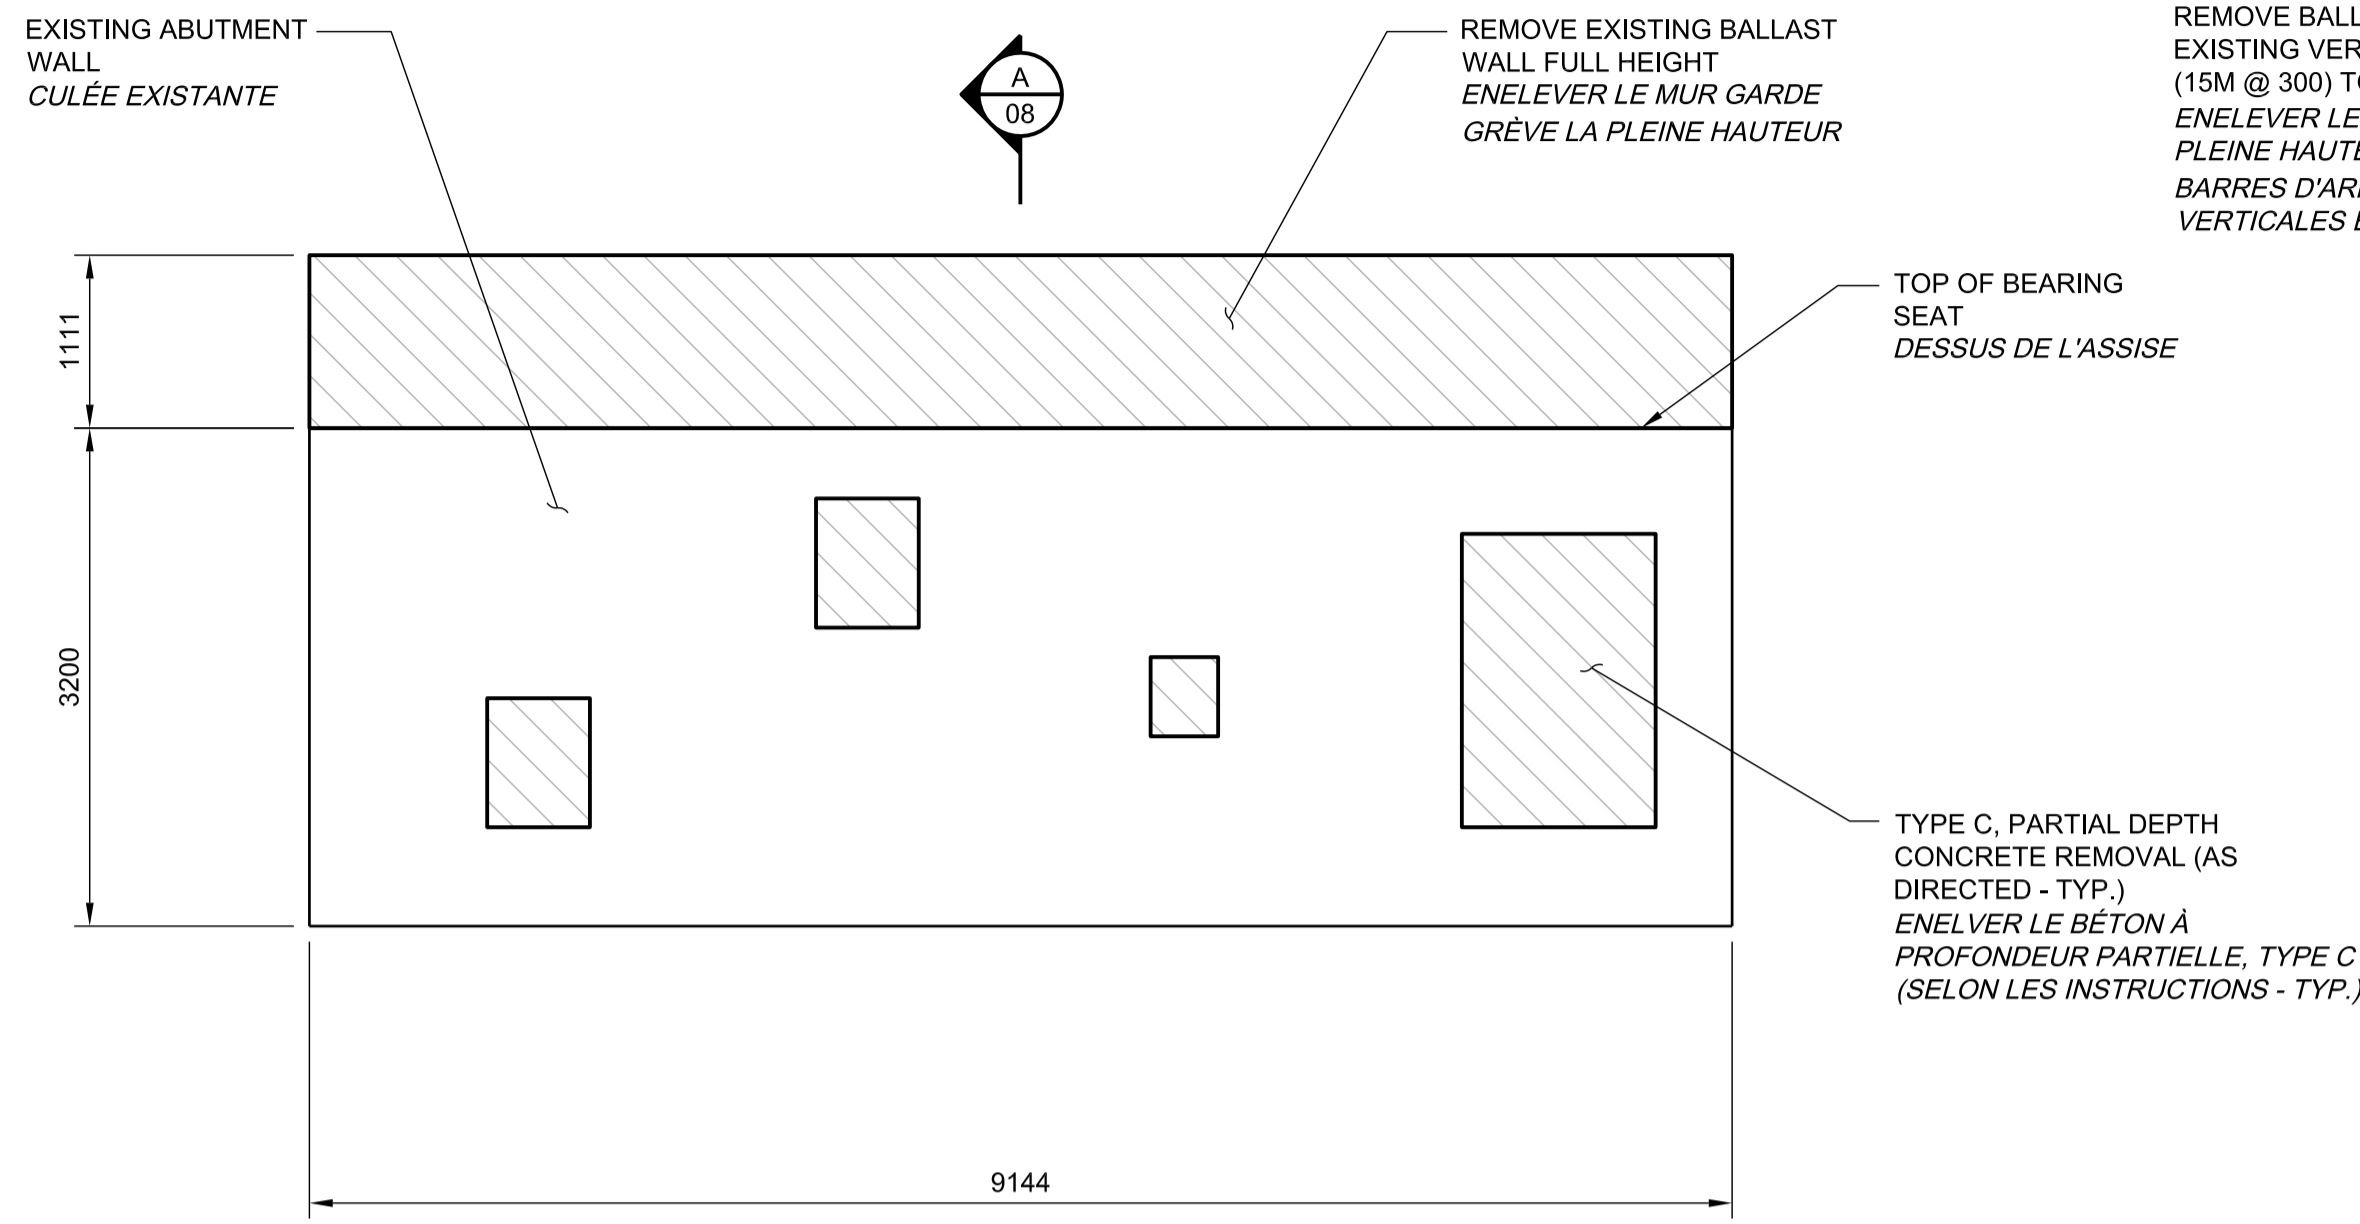 EXISTING ABUTMENT
WALL
CULÉE EXISTANTE
A
08
REMOVE EXISTING BALLAST
WALL FULL HEIGHT
ENELEVER LE MUR GARDE
GRÈVE LA PLEINE HAUTEUR
REMOVE BALL
EXISTING VER
(15M @ 300) TO
ENELEVER LE
PLEINE HAUTE
BARRES D'AR
VERTICALES
TOP OF BEARING
SEAT
DESSUS DE L'ASSISE
1111
3200
TYPE C, PARTIAL DEPTH
CONCRETE REMOVAL (AS
DIRECTED - TYP.)
ENELVER LE BÉTON À
PROFONDEUR PARTIELLE, TYPE C
(SELON LES INSTRUCTIONS - TYP.)
9144